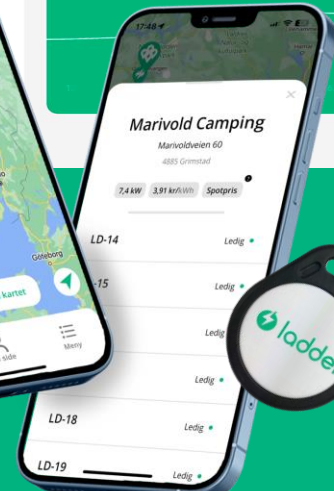 17:48
Marivold Camping
Marivoldveien 60
4885 Grimstad
7,4 kW
3,91 kr/kWh
Spotpris
LD-14
Ledig
-15
Ledig
Ledig
Ledig
LD-18
Ledig
LD-19
Ledig
Göteborg
kartet
side
Meny
ladde